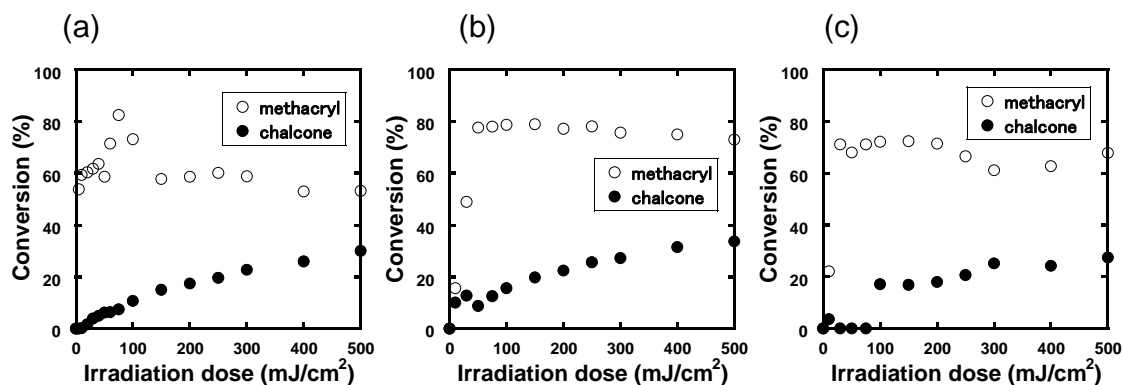 (a)
Conversion (%)
100
80
60
40
20
0
methacryl
chalcone
0 100 200 300 400 500
Irradiation dose (mJ/cm²)
(b)
Conversion (%)
100
80
60
40
20
0
methacryl
chalcone
0 100 200 300 400 500
Irradiation dose (mJ/cm²)
(c)
Conversion (%)
100
80
60
40
20
0
methacryl
chalcone
0 100 200 300 400 500
Irradiation dose (mJ/cm²)